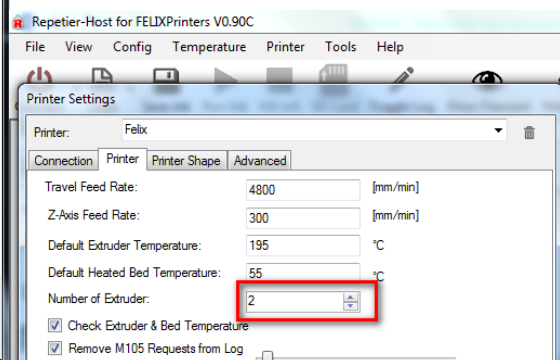 Repetier-Host for FELIXPrinters V0.90C
File View Config Temperature Printer Tools Help
Printer Settings
Printer: Felix
Connection Printer Printer Shape Advanced
Travel Feed Rate: 4800 [mm/min]
Z-Axis Feed Rate: 300 [mm/min]
Default Extruder Temperature: 195 °C
Default Heated Bed Temperature: 55 °C
Number of Extruder: 2
Check Extruder & Bed Temperature
Remove M105 Requests from Log